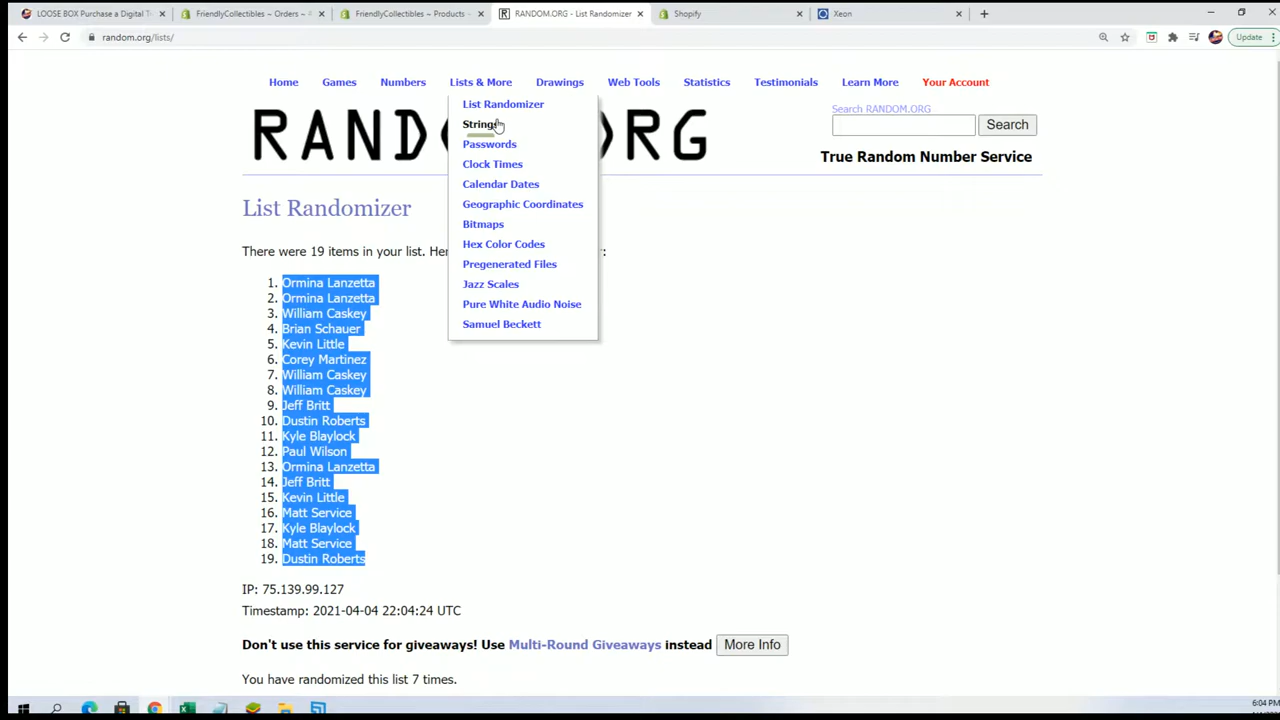 LOOSE BOX Purchase a Digital T
FriendlyCollectibles ~ Orders ~
FriendlyCollectibles ~ Products ~
RANDOM.ORG - List Randomizer
Shopify
Xeon
random.org/lists/
Update
Home
Games
Numbers
Lists & More
Drawings
Web Tools
Statistics
Testimonials
Learn More
Your Account
List Randomizer
Strings
Passwords
Clock Times
Calendar Dates
Geographic Coordinates
Bitmaps
Hex Color Codes
Pregenerated Files
Jazz Scales
Pure White Audio Noise
Samuel Beckett
RAND ORG
Search RANDOM.ORG
Search
True Random Number Service
List Randomizer
There were 19 items in your list. Her :
1. Ormina Lanzetta
2. Ormina Lanzetta
3. William Caskey
4. Brian Schauer
5. Kevin Little
6. Corey Martinez
7. William Caskey
8. William Caskey
9. Jeff Britt
10. Dustin Roberts
11. Kyle Blaylock
12. Paul Wilson
13. Ormina Lanzetta
14. Jeff Britt
15. Kevin Little
16. Matt Service
17. Kyle Blaylock
18. Matt Service
19. Dustin Roberts
IP: 75.139.99.127
Timestamp: 2021-04-04 22:04:24 UTC
Don't use this service for giveaways! Use Multi-Round Giveaways instead More Info
You have randomized this list 7 times.
6:04 PM